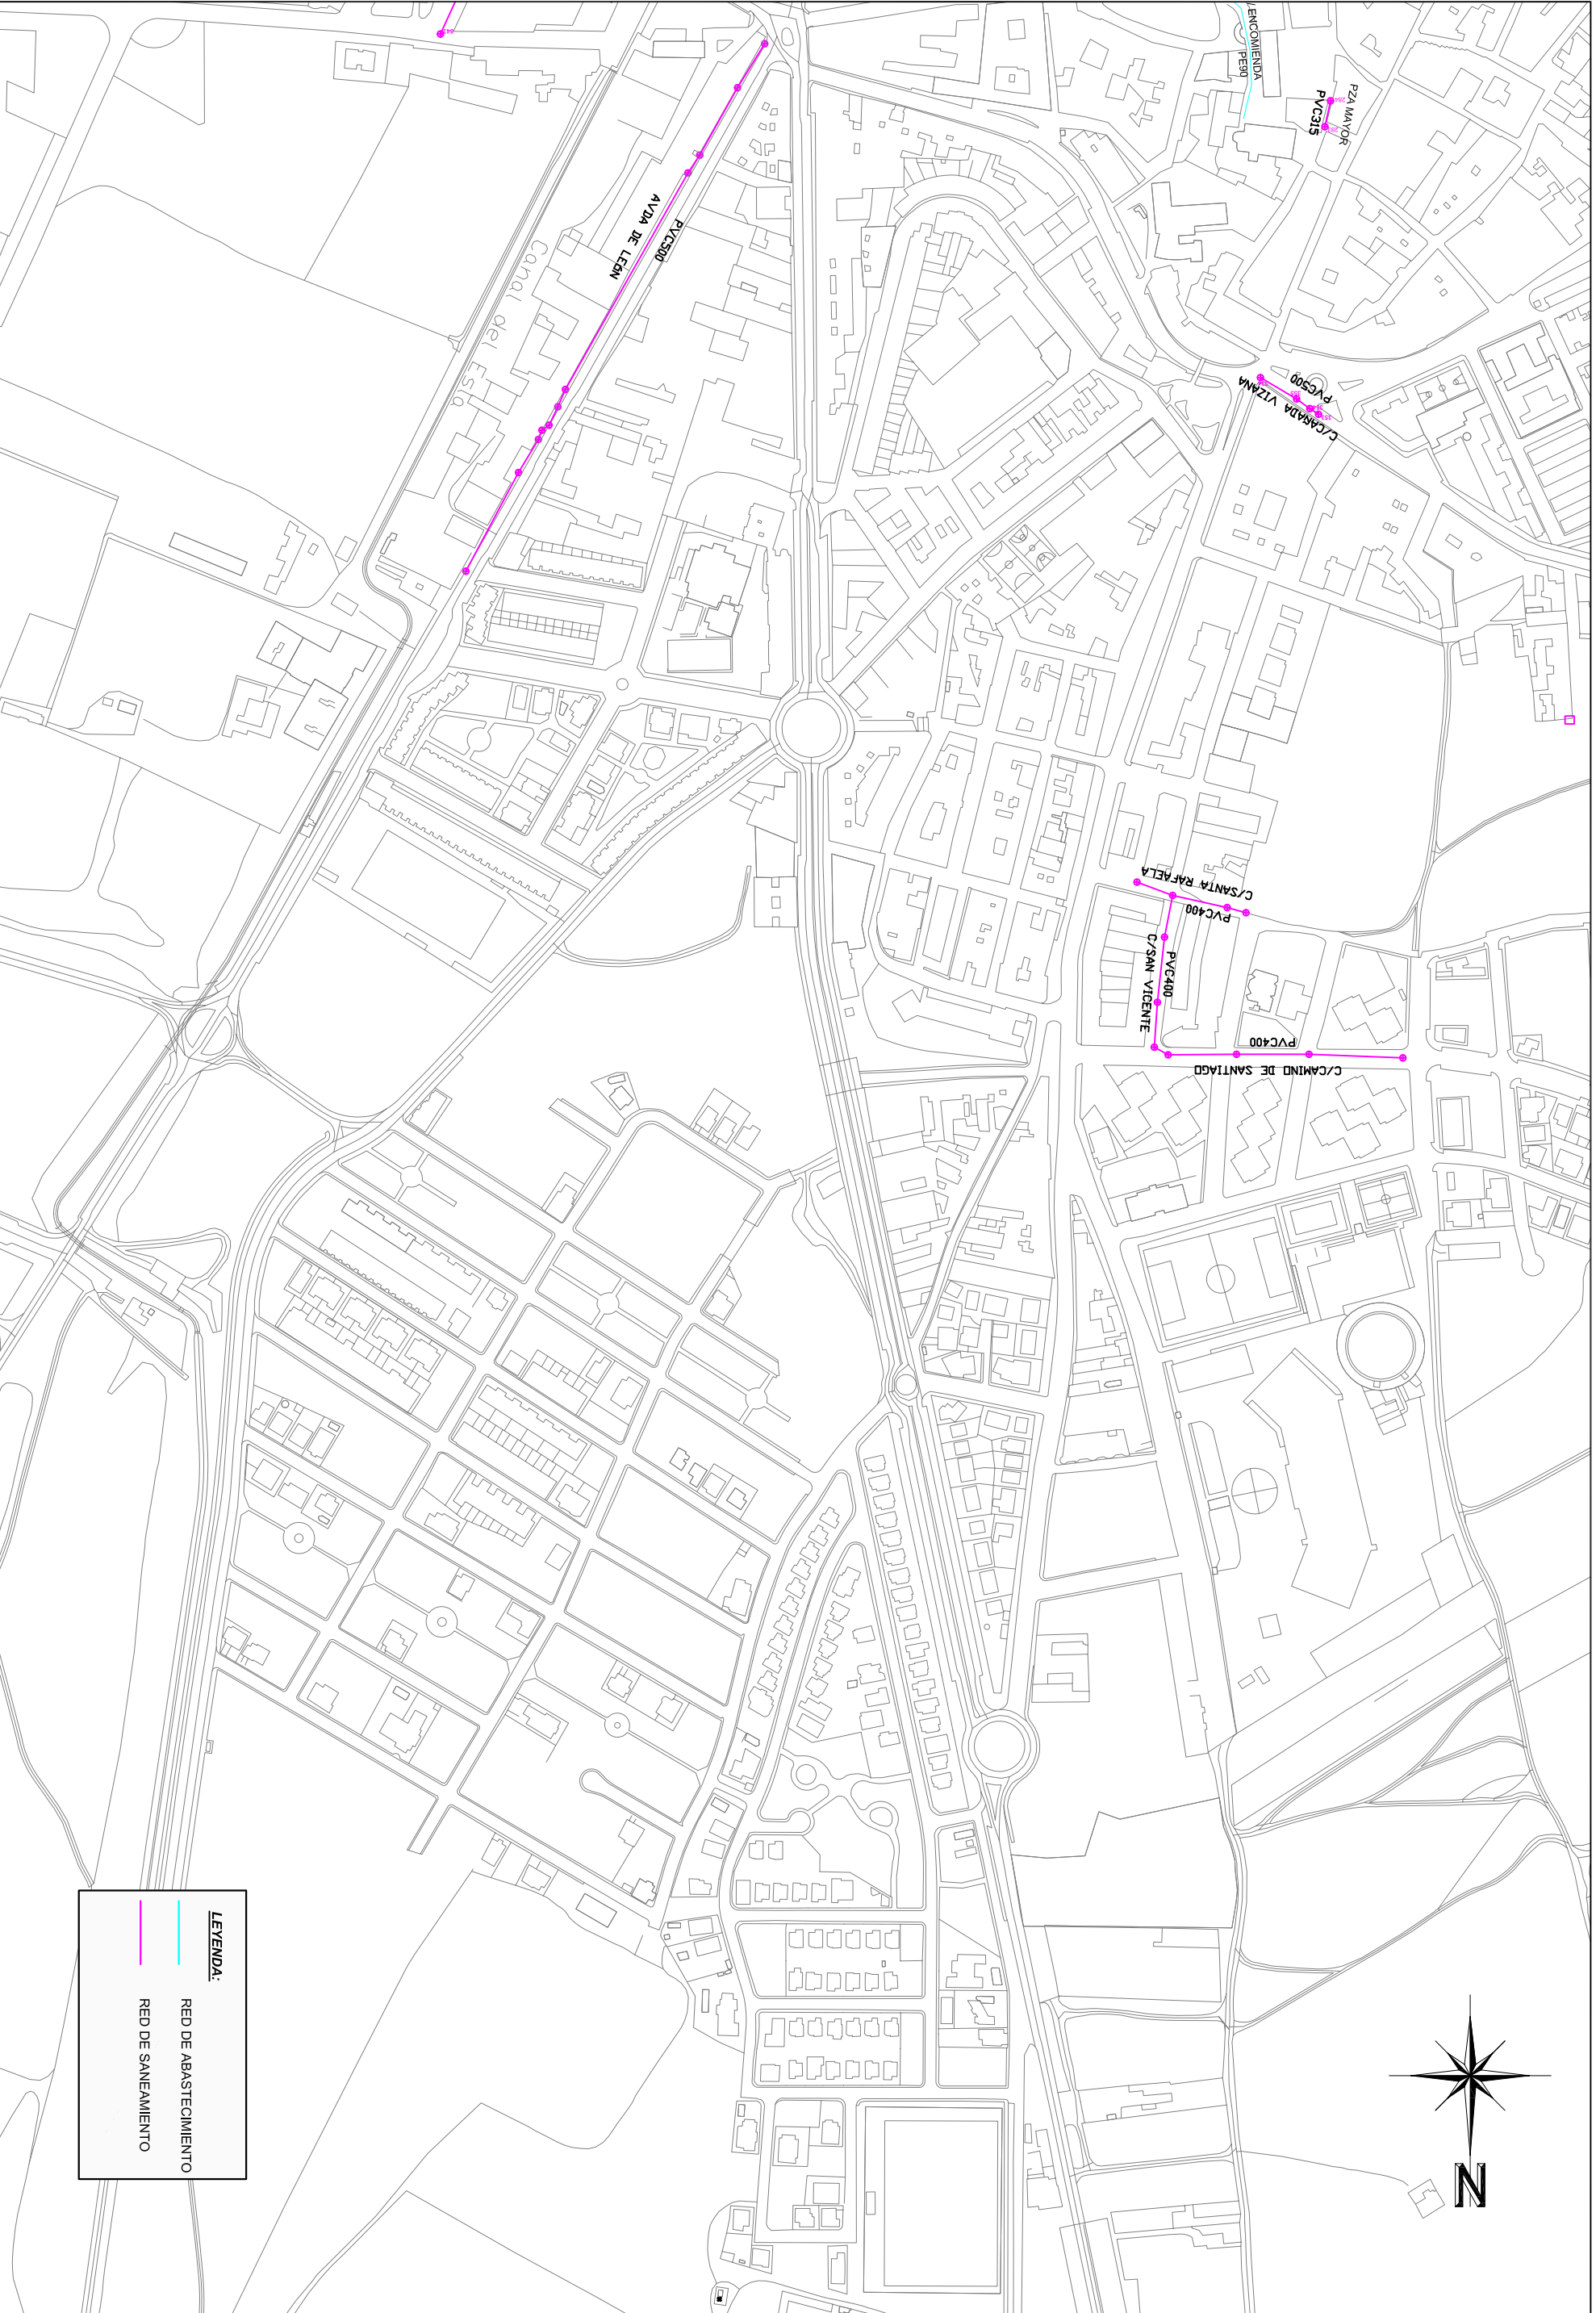 /ENCOMIENDA
PE90
PZA MAYOR
PVC315
PVC500
AVDA DE LEÓN
Canal del Esla
PVC500
C/CAÑADA VIZANA
C/SANTA RAFAELA
PVC400
PVC400
C/SAN VICENTE
PVC400
C/CAMINO DE SANTIAGO
N
LEYENDA:
RED DE ABASTECIMIENTO
RED DE SANEAMIENTO